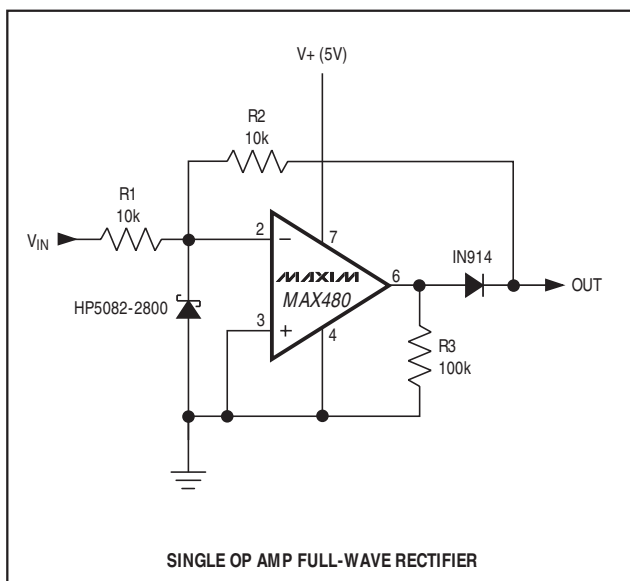 V+ (5V)
R2
10k
R1
10k
VIN
2
7
IN914
MAXIM
MAX480
6
OUT
HP5082-2800
3
4
R3
100k
SINGLE OP AMP FULL-WAVE RECTIFIER